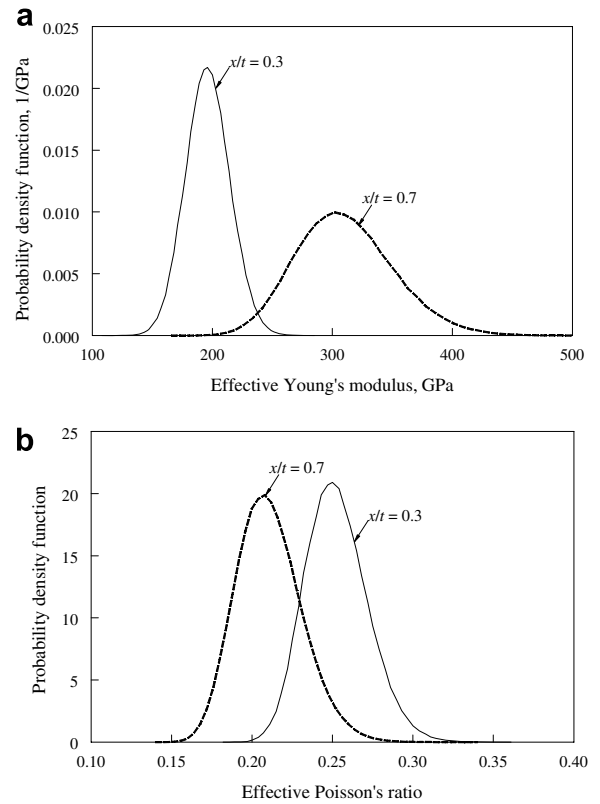 a
0.025
0.020
0.015
0.010
0.005
0.000
Probability density function, 1/GPa
x/t = 0.3
x/t = 0.7
100 200 300 400 500
Effective Young's modulus, GPa
b
25
20
15
10
5
0
Probability density function
x/t = 0.7
x/t = 0.3
0.10 0.15 0.20 0.25 0.30 0.35 0.40
Effective Poisson's ratio